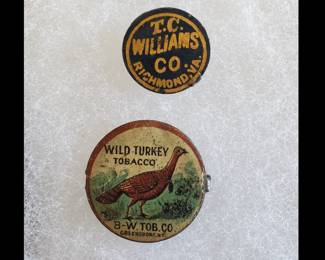 T.C.
WILLIAMS
CO.
RICHMOND, VA.
WILD TURKEY
TOBACCO
B-W. TOB. CO